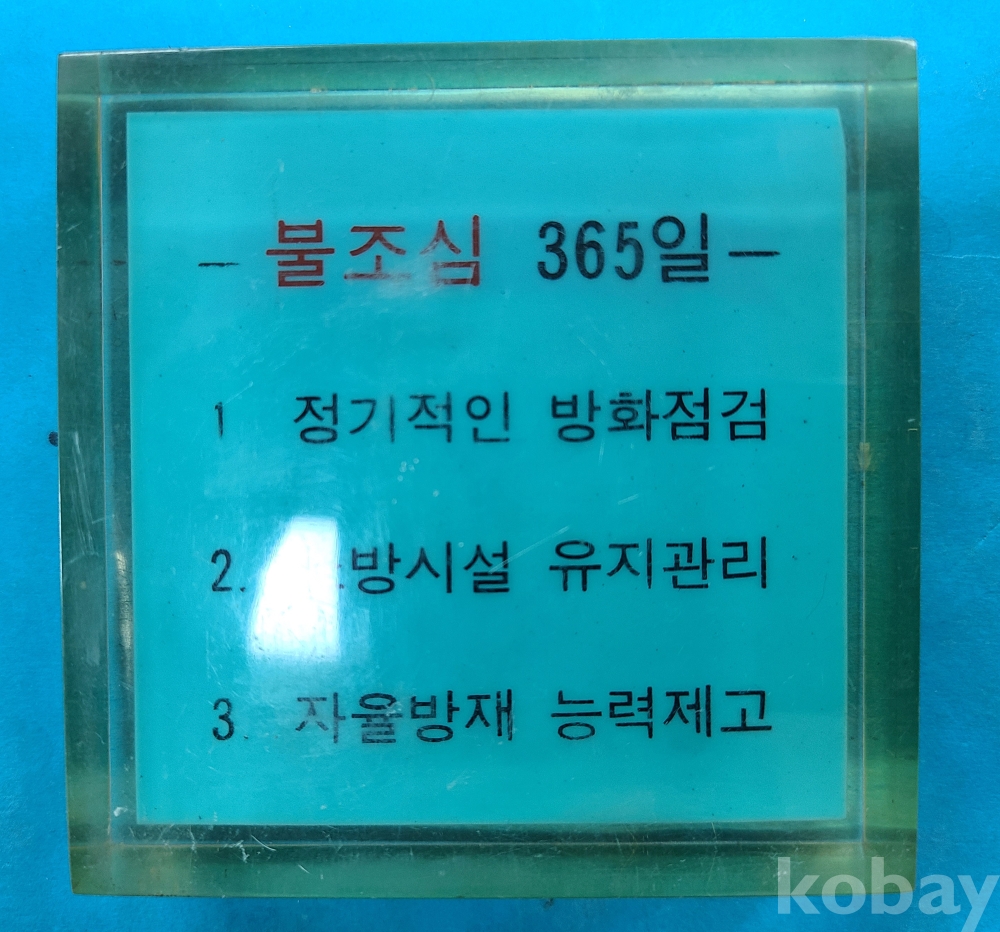 - 불조심 365일 -
1 정기적인 방화점검
2. 유지관리
3. 자율방재 능력제고
kobay